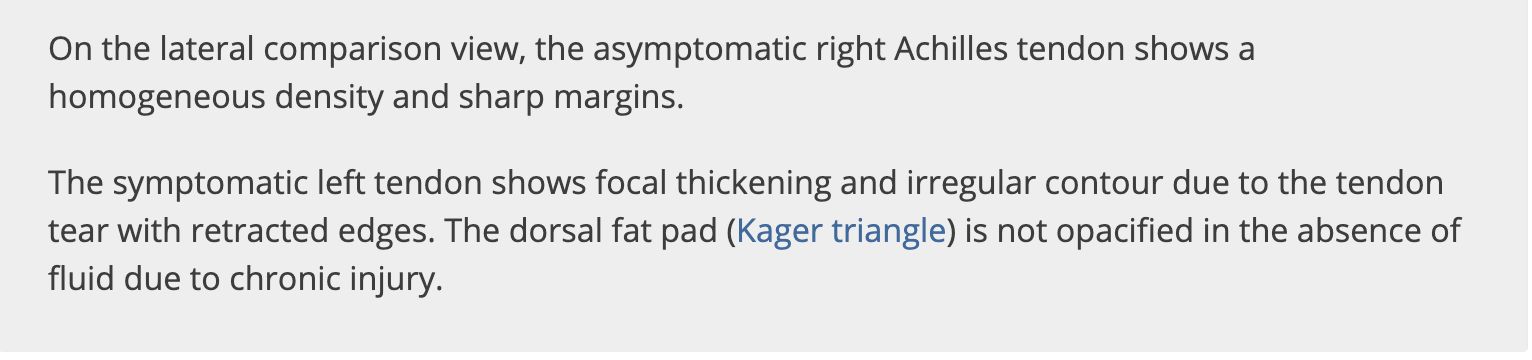 On the lateral comparison view, the asymptomatic right Achilles tendon shows a
homogeneous density and sharp margins.
The symptomatic left tendon shows focal thickening and irregular contour due to the tendon
tear with retracted edges. The dorsal fat pad (Kager triangle) is not opacified in the absence of
fluid due to chronic injury.